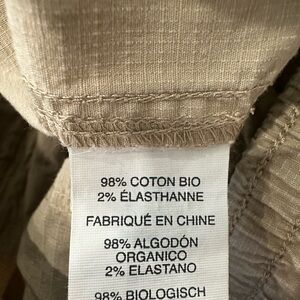 98% COTON BIO
2% ÉLASTHANNE
FABRIQUÉ EN CHINE
98% ALGODÓN
ORGANICO
2% ELASTANO
98% BIOLOGISCH